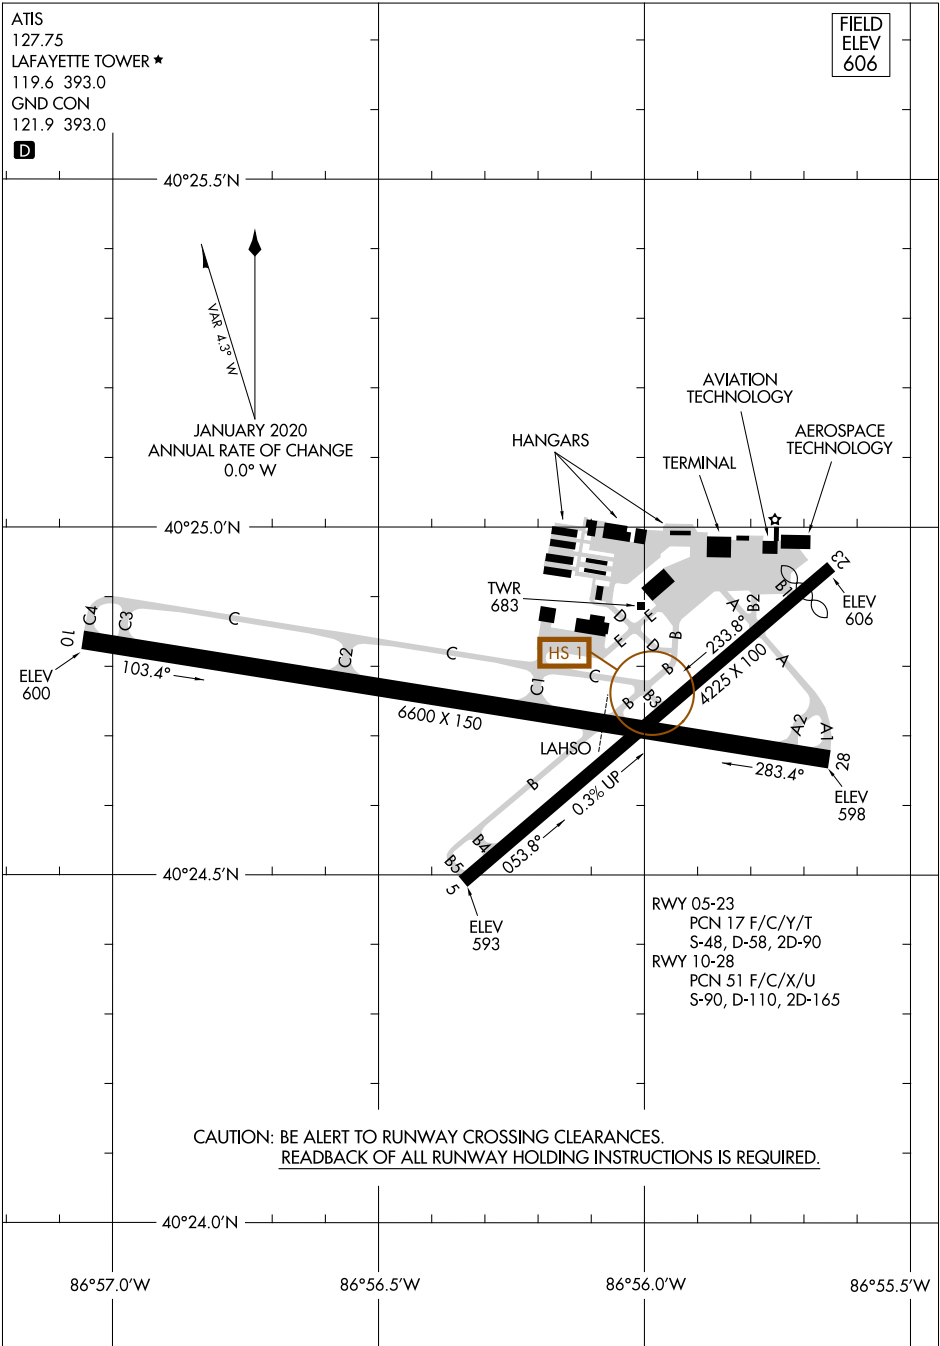 ATIS
127.75
LAFAYETTE TOWER ★
119.6 393.0
GND CON
121.9 393.0
D
FIELD
ELEV
606
40°25.5'N
VAR 4.3° W
JANUARY 2020
ANNUAL RATE OF CHANGE
0.0° W
AVIATION
TECHNOLOGY
AEROSPACE
TECHNOLOGY
HANGARS
TERMINAL
40°25.0'N
TWR
683
23
ELEV
606
B1
B2
A
A
A2
A1
28
ELEV
598
283.4°
233.8°
4225 X 100
D
E
E
D
B
B
B
B3
HS 1
C4
C3
C
C2
C
C1
C
10
ELEV
600
103.4°
6600 X 150
LAHSO
0.3% UP
053.8°
B
B4
B5
5
ELEV
593
40°24.5'N
RWY 05-23
PCN 17 F/C/Y/T
S-48, D-58, 2D-90
RWY 10-28
PCN 51 F/C/X/U
S-90, D-110, 2D-165
CAUTION: BE ALERT TO RUNWAY CROSSING CLEARANCES.
READBACK OF ALL RUNWAY HOLDING INSTRUCTIONS IS REQUIRED.
40°24.0'N
86°57.0'W
86°56.5'W
86°56.0'W
86°55.5'W